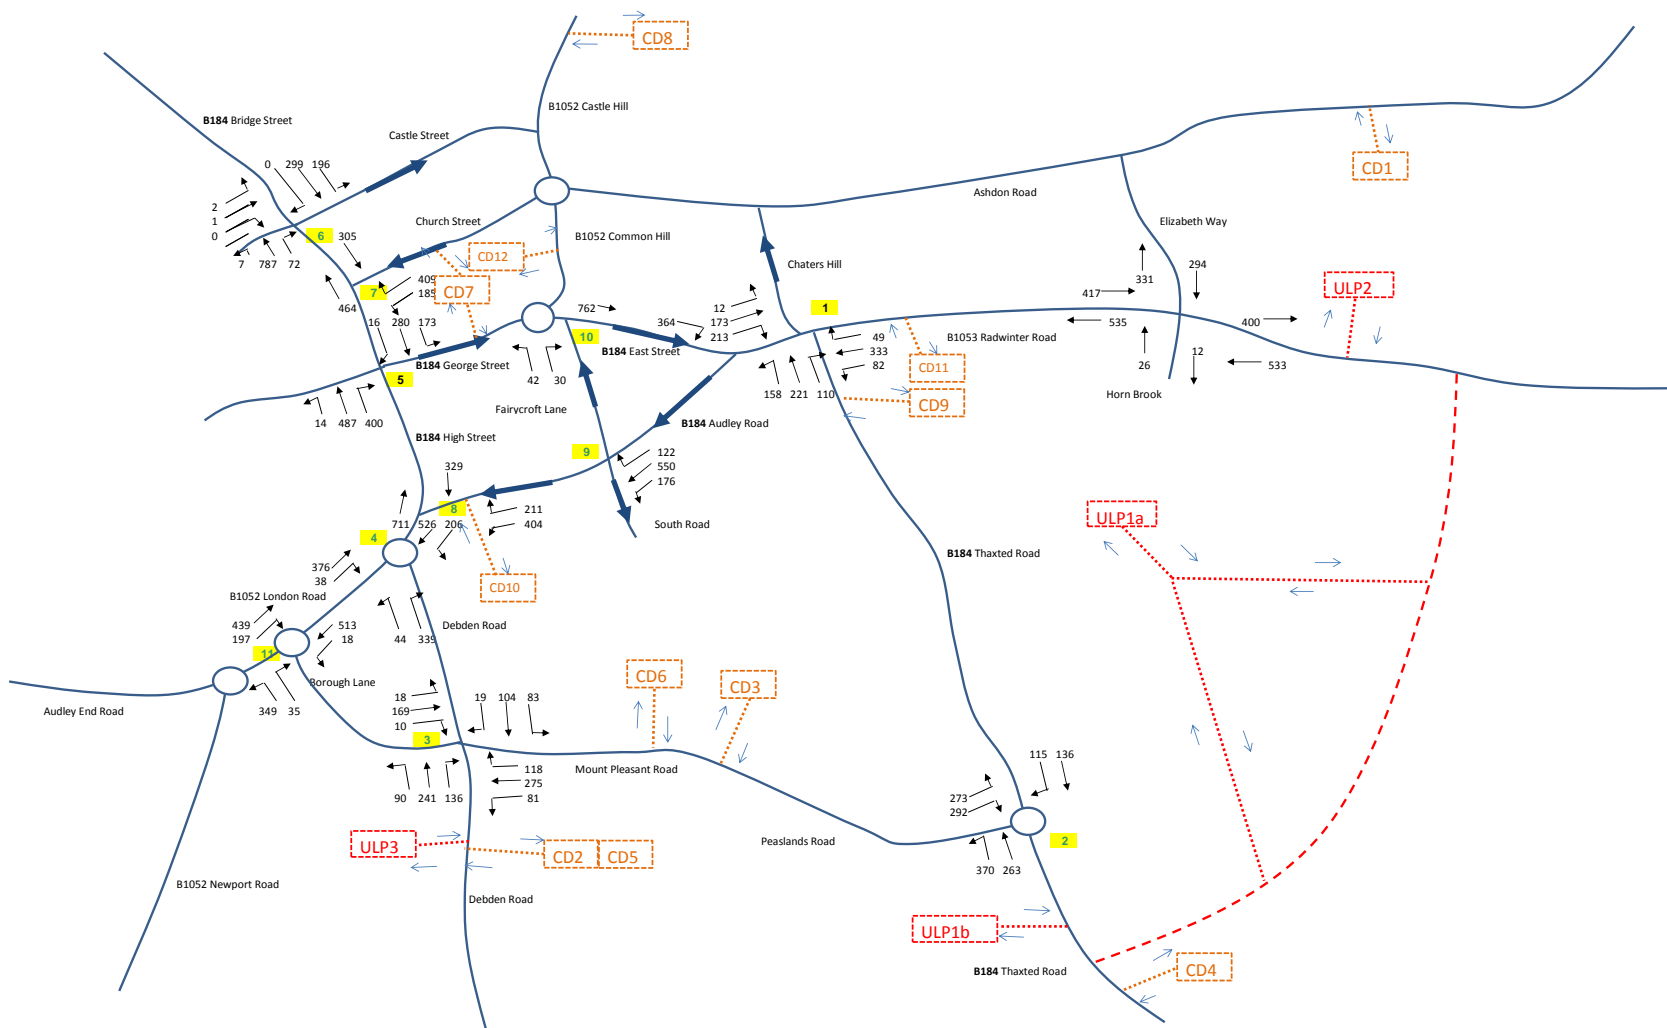 CD8
B1052 Castle Hill
B184 Bridge Street
Castle Street
0 299 196
CD1
Ashdon Road
2
1
0
Church Street
Elizabeth Way
6
305
B1052 Common Hill
CD12
7 787 72
Chaters Hill
294
331
409
7
CD7
185
417
ULP2
464
762
12
1
16 280 173
364
173
535
400
213
10
B184 East Street
49
B1053 Radwinter Road
333
B184 George Street
82
CD11
12
533
26
5
42 30
158 221 110
Horn Brook
CD9
Fairycroft Lane
14 487 400
B184 Audley Road
B184 High Street
9
122
550
329
176
8
211
ULP1a
711 526 206
404
South Road
4
B184 Thaxted Road
376
38
CD10
B1052 London Road
439
513
Debden Road
197
18
44 339
11
Borough Lane
CD6
CD3
18
19 104 83
349 35
169
Audley End Road
10
3
115 136
118
Mount Pleasant Road
275
90 241 136
81
273
292
ULP3
Peaslands Road
2
CD2 CD5
370 263
B1052 Newport Road
Debden Road
ULP1b
CD4
B184 Thaxted Road